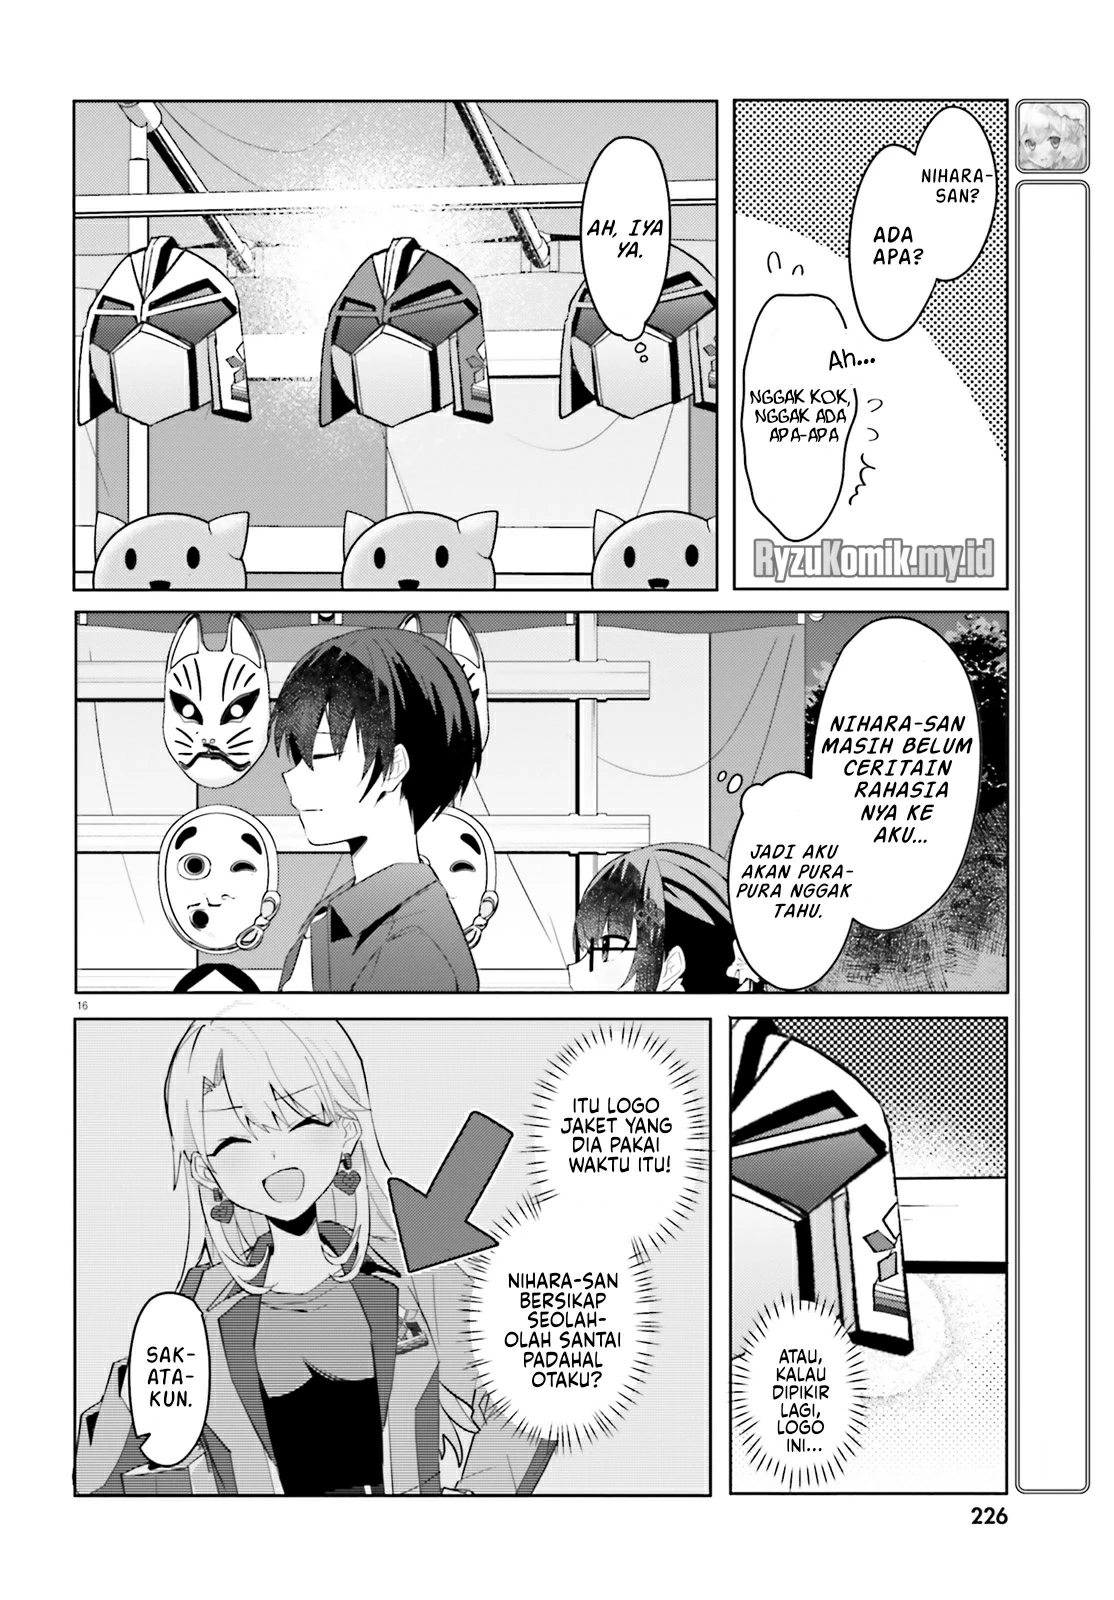 NIHARA-
SAN?
ADA
APA?
Ah...
NGGAK KOK,
NGGAK ADA
APA-APA
RyzuKomik.my.id
AH, IYA
YA.
NIHARA-SAN
MASIH BELUM
CERITAIN
RAHASIA
NYA KE
AKU...
JADI AKU
AKAN PURA-
PURA NGGAK
TAHU.
16
ATAU,
KALAU
DIPIKIR
LAGI,
LOGO
INI...
ITU LOGO
JAKET YANG
DIA PAKAI
WAKTU ITU!
NIHARA-SAN
BERSIKAP
SEOLAH-
OLAH SANTAI
PADAHAL
OTAKU?
SAK-
ATA-
KUN.
226